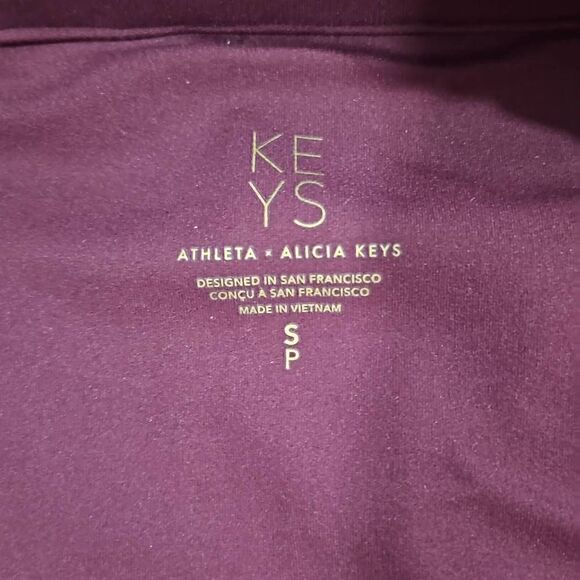 KE
YS
ATHLETA × ALICIA KEYS
DESIGNED IN SAN FRANCISCO
CONÇU À SAN FRANCISCO
MADE IN VIETNAM
S
P